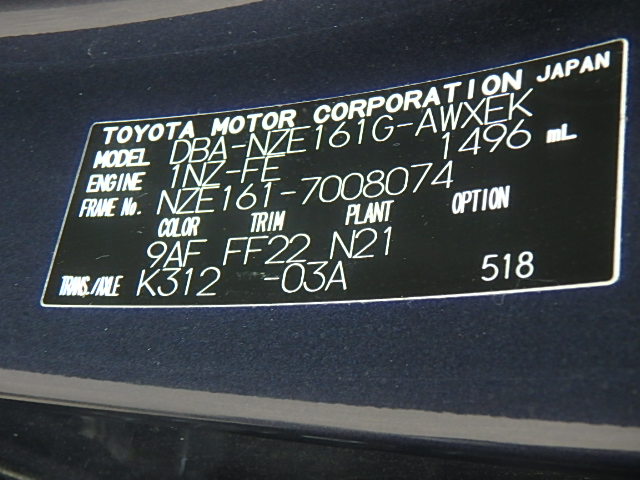 TOYOTA MOTOR CORPORATION JAPAN
MODEL DBA-NZE161G-AWXEK
ENGINE 1NZ-FE 1496 mL
FRAME No. NZE161-7008074
COLOR TRIM PLANT OPTION
9AF FF22 N21
TRANS./AXLE K312 -03A 518